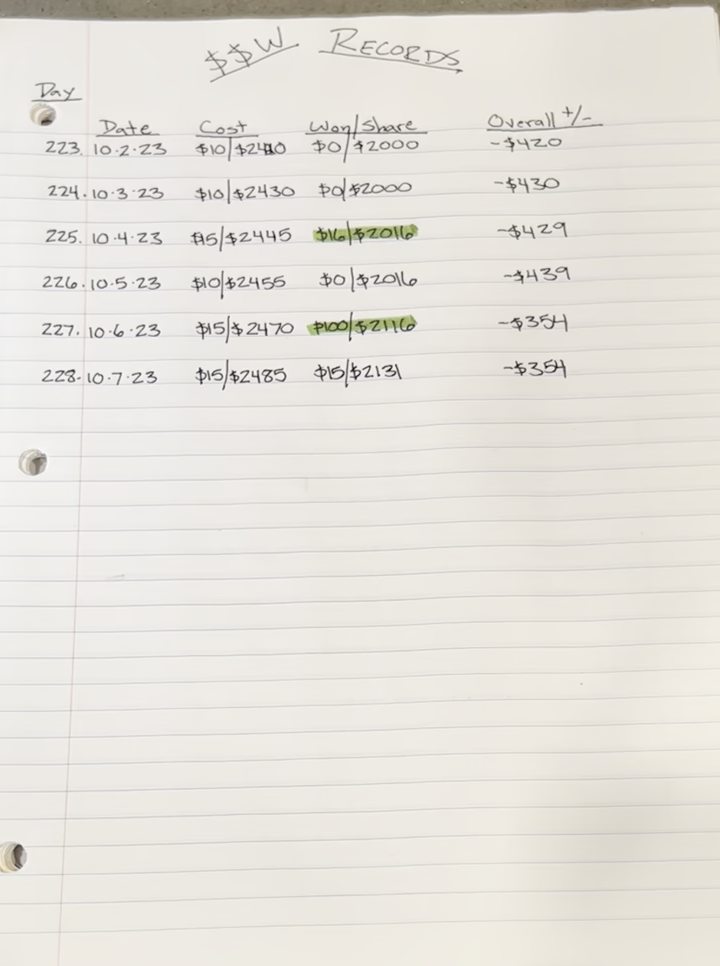 $$W RECORDS
Day
Date Cost Won/Share Overall +/-
223. 10.2.23 $10/$2420 $0/$2000 -$420
224. 10.3.23 $10/$2430 $0/$2000 -$430
225. 10.4.23 $15/$2445 $16/$2016 -$429
226. 10.5.23 $10/$2455 $0/$2016 -$439
227. 10.6.23 $15/$2470 $100/$2116 -$354
228. 10.7.23 $15/$2485 $15/$2131 -$354